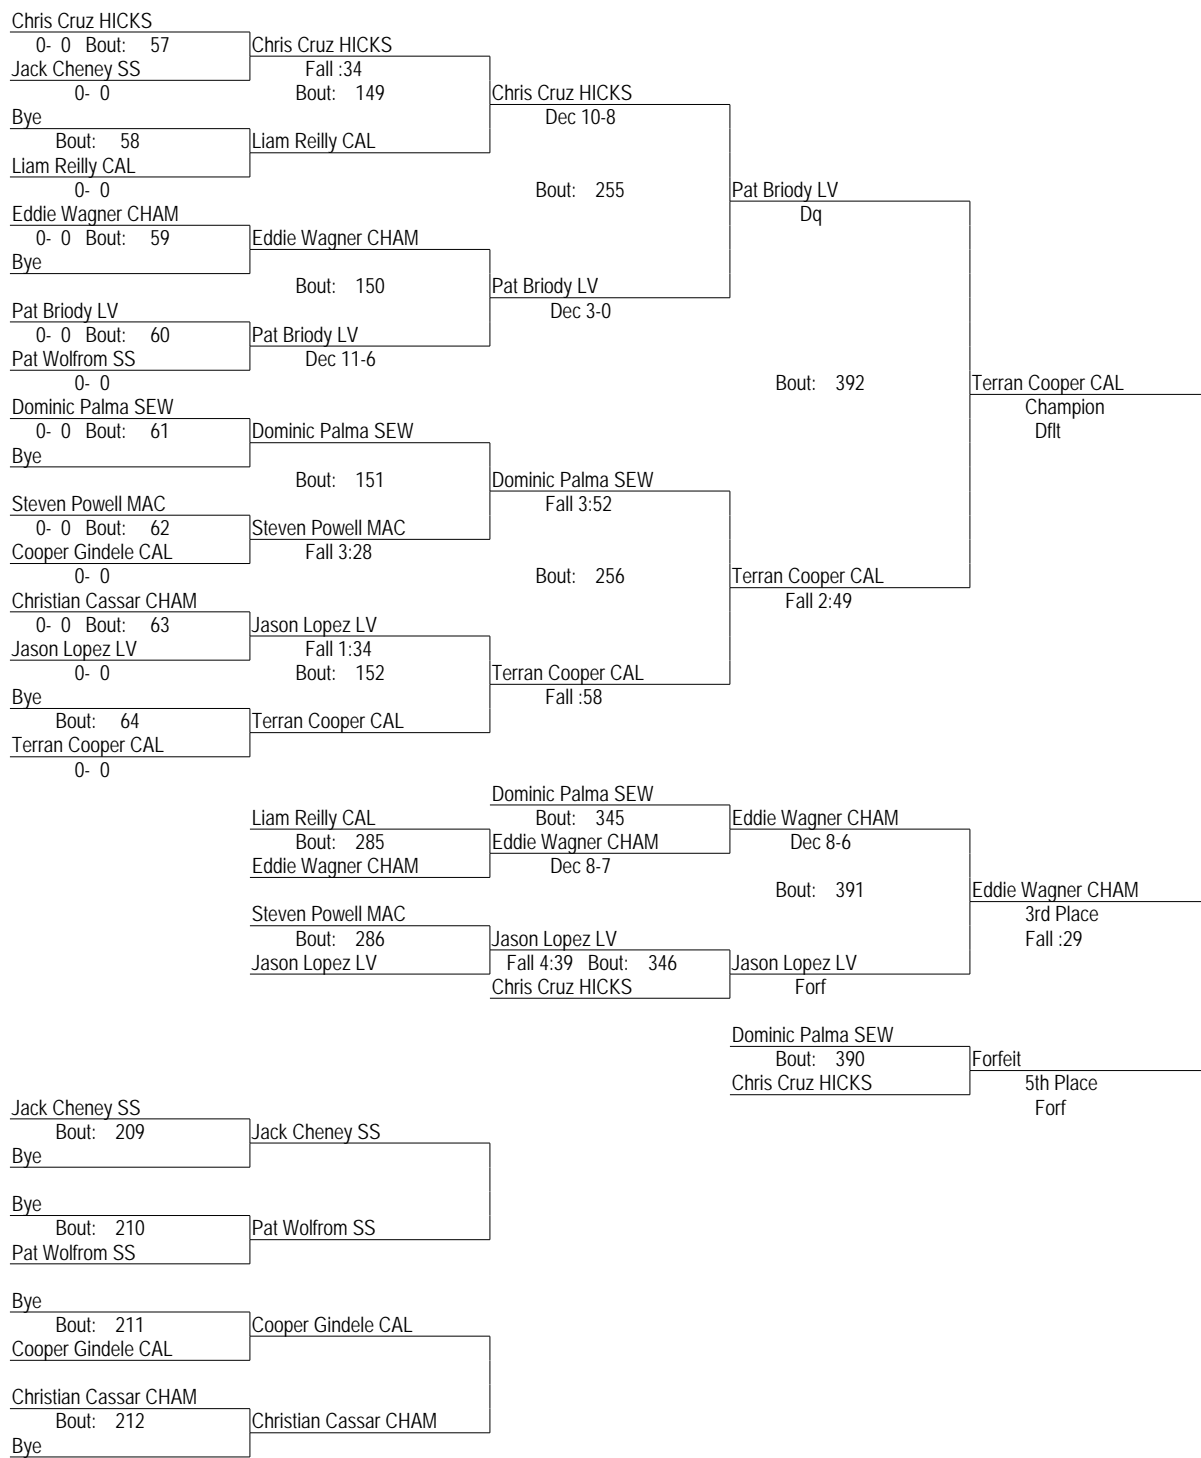 Chris Cruz HICKS
0- 0 Bout: 57 Chris Cruz HICKS
Jack Cheney SS Fall :34
0- 0 Bout: 149 Chris Cruz HICKS
Bye Dec 10-8
Bout: 58 Liam Reilly CAL
Liam Reilly CAL
0- 0 Bout: 255 Pat Briody LV
Eddie Wagner CHAM Dq
0- 0 Bout: 59 Eddie Wagner CHAM
Bye
Bout: 150 Pat Briody LV
Pat Briody LV Dec 3-0
0- 0 Bout: 60 Pat Briody LV
Pat Wolfrom SS Dec 11-6
0- 0 Bout: 392 Terran Cooper CAL
Dominic Palma SEW Champion
0- 0 Bout: 61 Dominic Palma SEW Dflt
Bye
Bout: 151 Dominic Palma SEW
Steven Powell MAC Fall 3:52
0- 0 Bout: 62 Steven Powell MAC
Cooper Gindele CAL Fall 3:28
0- 0 Bout: 256 Terran Cooper CAL
Christian Cassar CHAM Fall 2:49
0- 0 Bout: 63 Jason Lopez LV
Jason Lopez LV Fall 1:34
0- 0 Bout: 152 Terran Cooper CAL
Bye Fall :58
Bout: 64 Terran Cooper CAL
Terran Cooper CAL
0- 0
Dominic Palma SEW
Liam Reilly CAL Bout: 345 Eddie Wagner CHAM
Bout: 285 Eddie Wagner CHAM Dec 8-6
Eddie Wagner CHAM Dec 8-7
Bout: 391 Eddie Wagner CHAM
Steven Powell MAC 3rd Place
Bout: 286 Jason Lopez LV Fall :29
Jason Lopez LV Fall 4:39 Bout: 346 Jason Lopez LV
Chris Cruz HICKS Forf
Dominic Palma SEW
Bout: 390 Forfeit
Chris Cruz HICKS 5th Place
Jack Cheney SS Forf
Bout: 209 Jack Cheney SS
Bye
Bye
Bout: 210 Pat Wolfrom SS
Pat Wolfrom SS
Bye
Bout: 211 Cooper Gindele CAL
Cooper Gindele CAL
Christian Cassar CHAM
Bout: 212 Christian Cassar CHAM
Bye